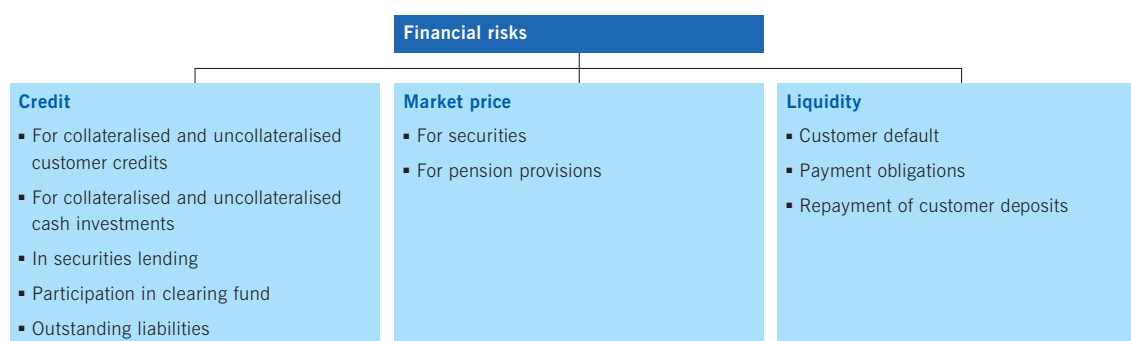 Financial risks
Credit
▪ For collateralised and uncollateralised
customer credits
▪ For collateralised and uncollateralised
cash investments
▪ In securities lending
▪ Participation in clearing fund
▪ Outstanding liabilities
Market price
▪ For securities
▪ For pension provisions
Liquidity
▪ Customer default
▪ Payment obligations
▪ Repayment of customer deposits